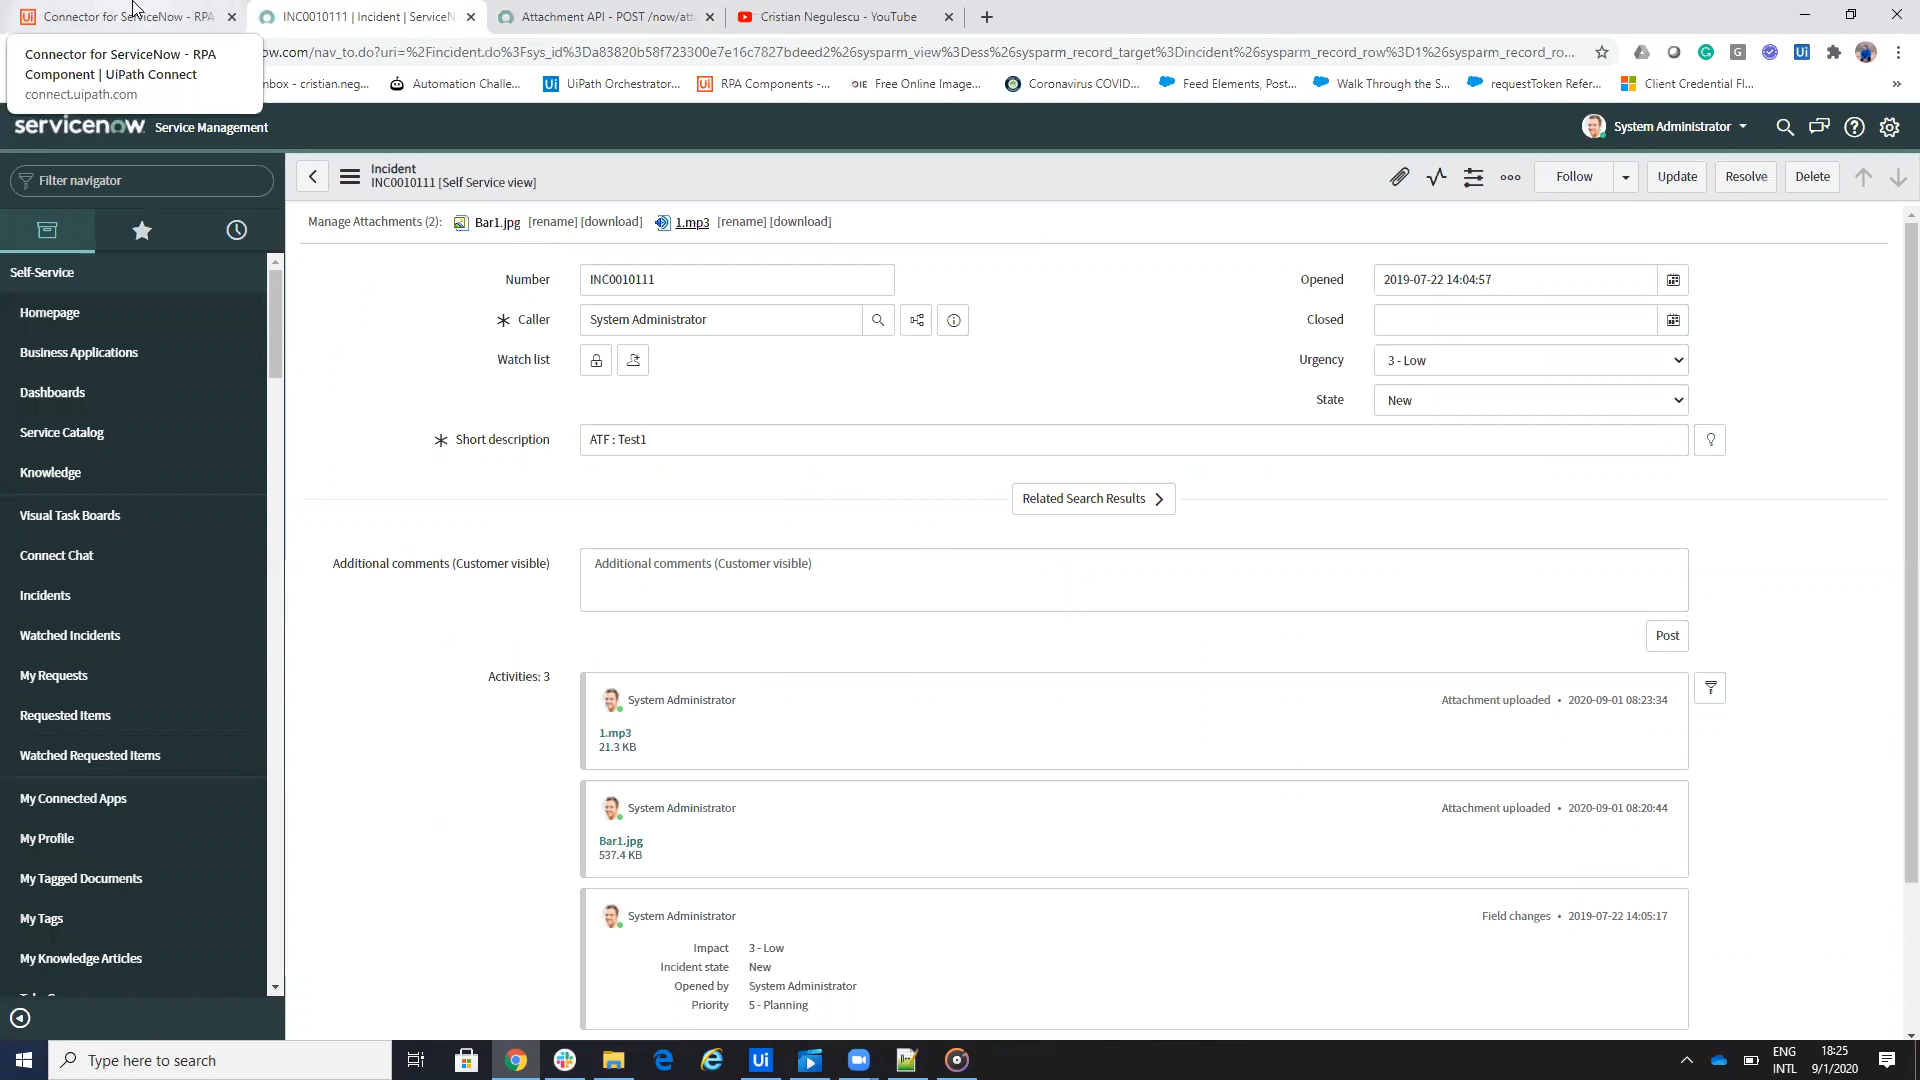 Connector for ServiceNow - RPA
INC0010111 | Incident | ServiceN
Attachment API - POST /now/att
Cristian Negulescu - YouTube
Connector for ServiceNow - RPA
Component | UiPath Connect
connect.uipath.com
ow.com/nav_to.do?uri=%2Fincident.do%3Fsys_id%3Da83820b58f723300e7e16c7827bdeed2%26sysparm_view%3Dess%26sysparm_record_target%3Dincident%26sysparm_record_row%3D1%26sysparm_record_ro...
nbox - cristian.neg...
Automation Challe...
UiPath Orchestrator...
RPA Components -...
Free Online Image...
Coronavirus COVID...
Feed Elements, Post...
Walk Through the S...
requestToken Refer...
Client Credential Fl...
servicenow Service Management
System Administrator
Filter navigator
Incident
INC0010111 [Self Service view]
Follow
Update
Resolve
Delete
Manage Attachments (2): Bar1.jpg [rename] [download] 1.mp3 [rename] [download]
Self-Service
Homepage
Business Applications
Dashboards
Service Catalog
Knowledge
Visual Task Boards
Connect Chat
Incidents
Watched Incidents
My Requests
Requested Items
Watched Requested Items
My Connected Apps
My Profile
My Tagged Documents
My Tags
My Knowledge Articles
Number INC0010111
Opened 2019-07-22 14:04:57
Caller System Administrator
Closed
Watch list
Urgency 3 - Low
State New
Short description ATF : Test1
Related Search Results
Additional comments (Customer visible) Additional comments (Customer visible)
Post
Activities: 3
System Administrator Attachment uploaded • 2020-09-01 08:23:34
1.mp3
21.3 KB
System Administrator Attachment uploaded • 2020-09-01 08:20:44
Bar1.jpg
537.4 KB
System Administrator Field changes • 2019-07-22 14:05:17
Impact 3 - Low
Incident state New
Opened by System Administrator
Priority 5 - Planning
Type here to search
ENG
INTL
18:25
9/1/2020